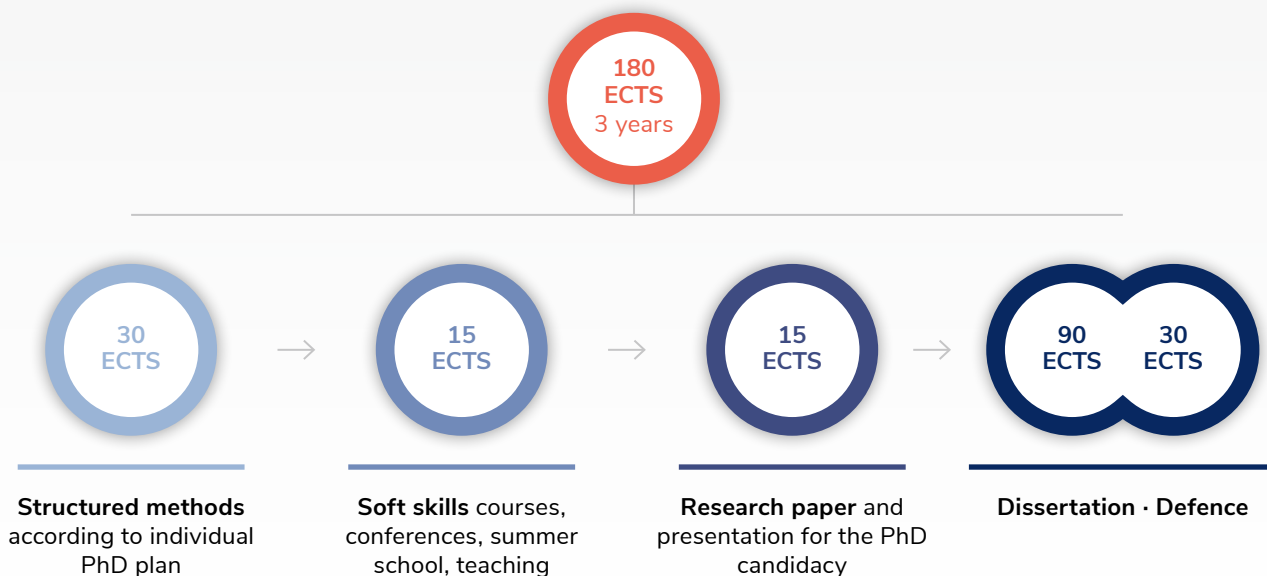 180
ECTS
3 years
30
ECTS
15
ECTS
15
ECTS
90
ECTS
30
ECTS
Structured methods
according to individual
PhD plan
Soft skills courses,
conferences, summer
school, teaching
Research paper and
presentation for the PhD
candidacy
Dissertation · Defence